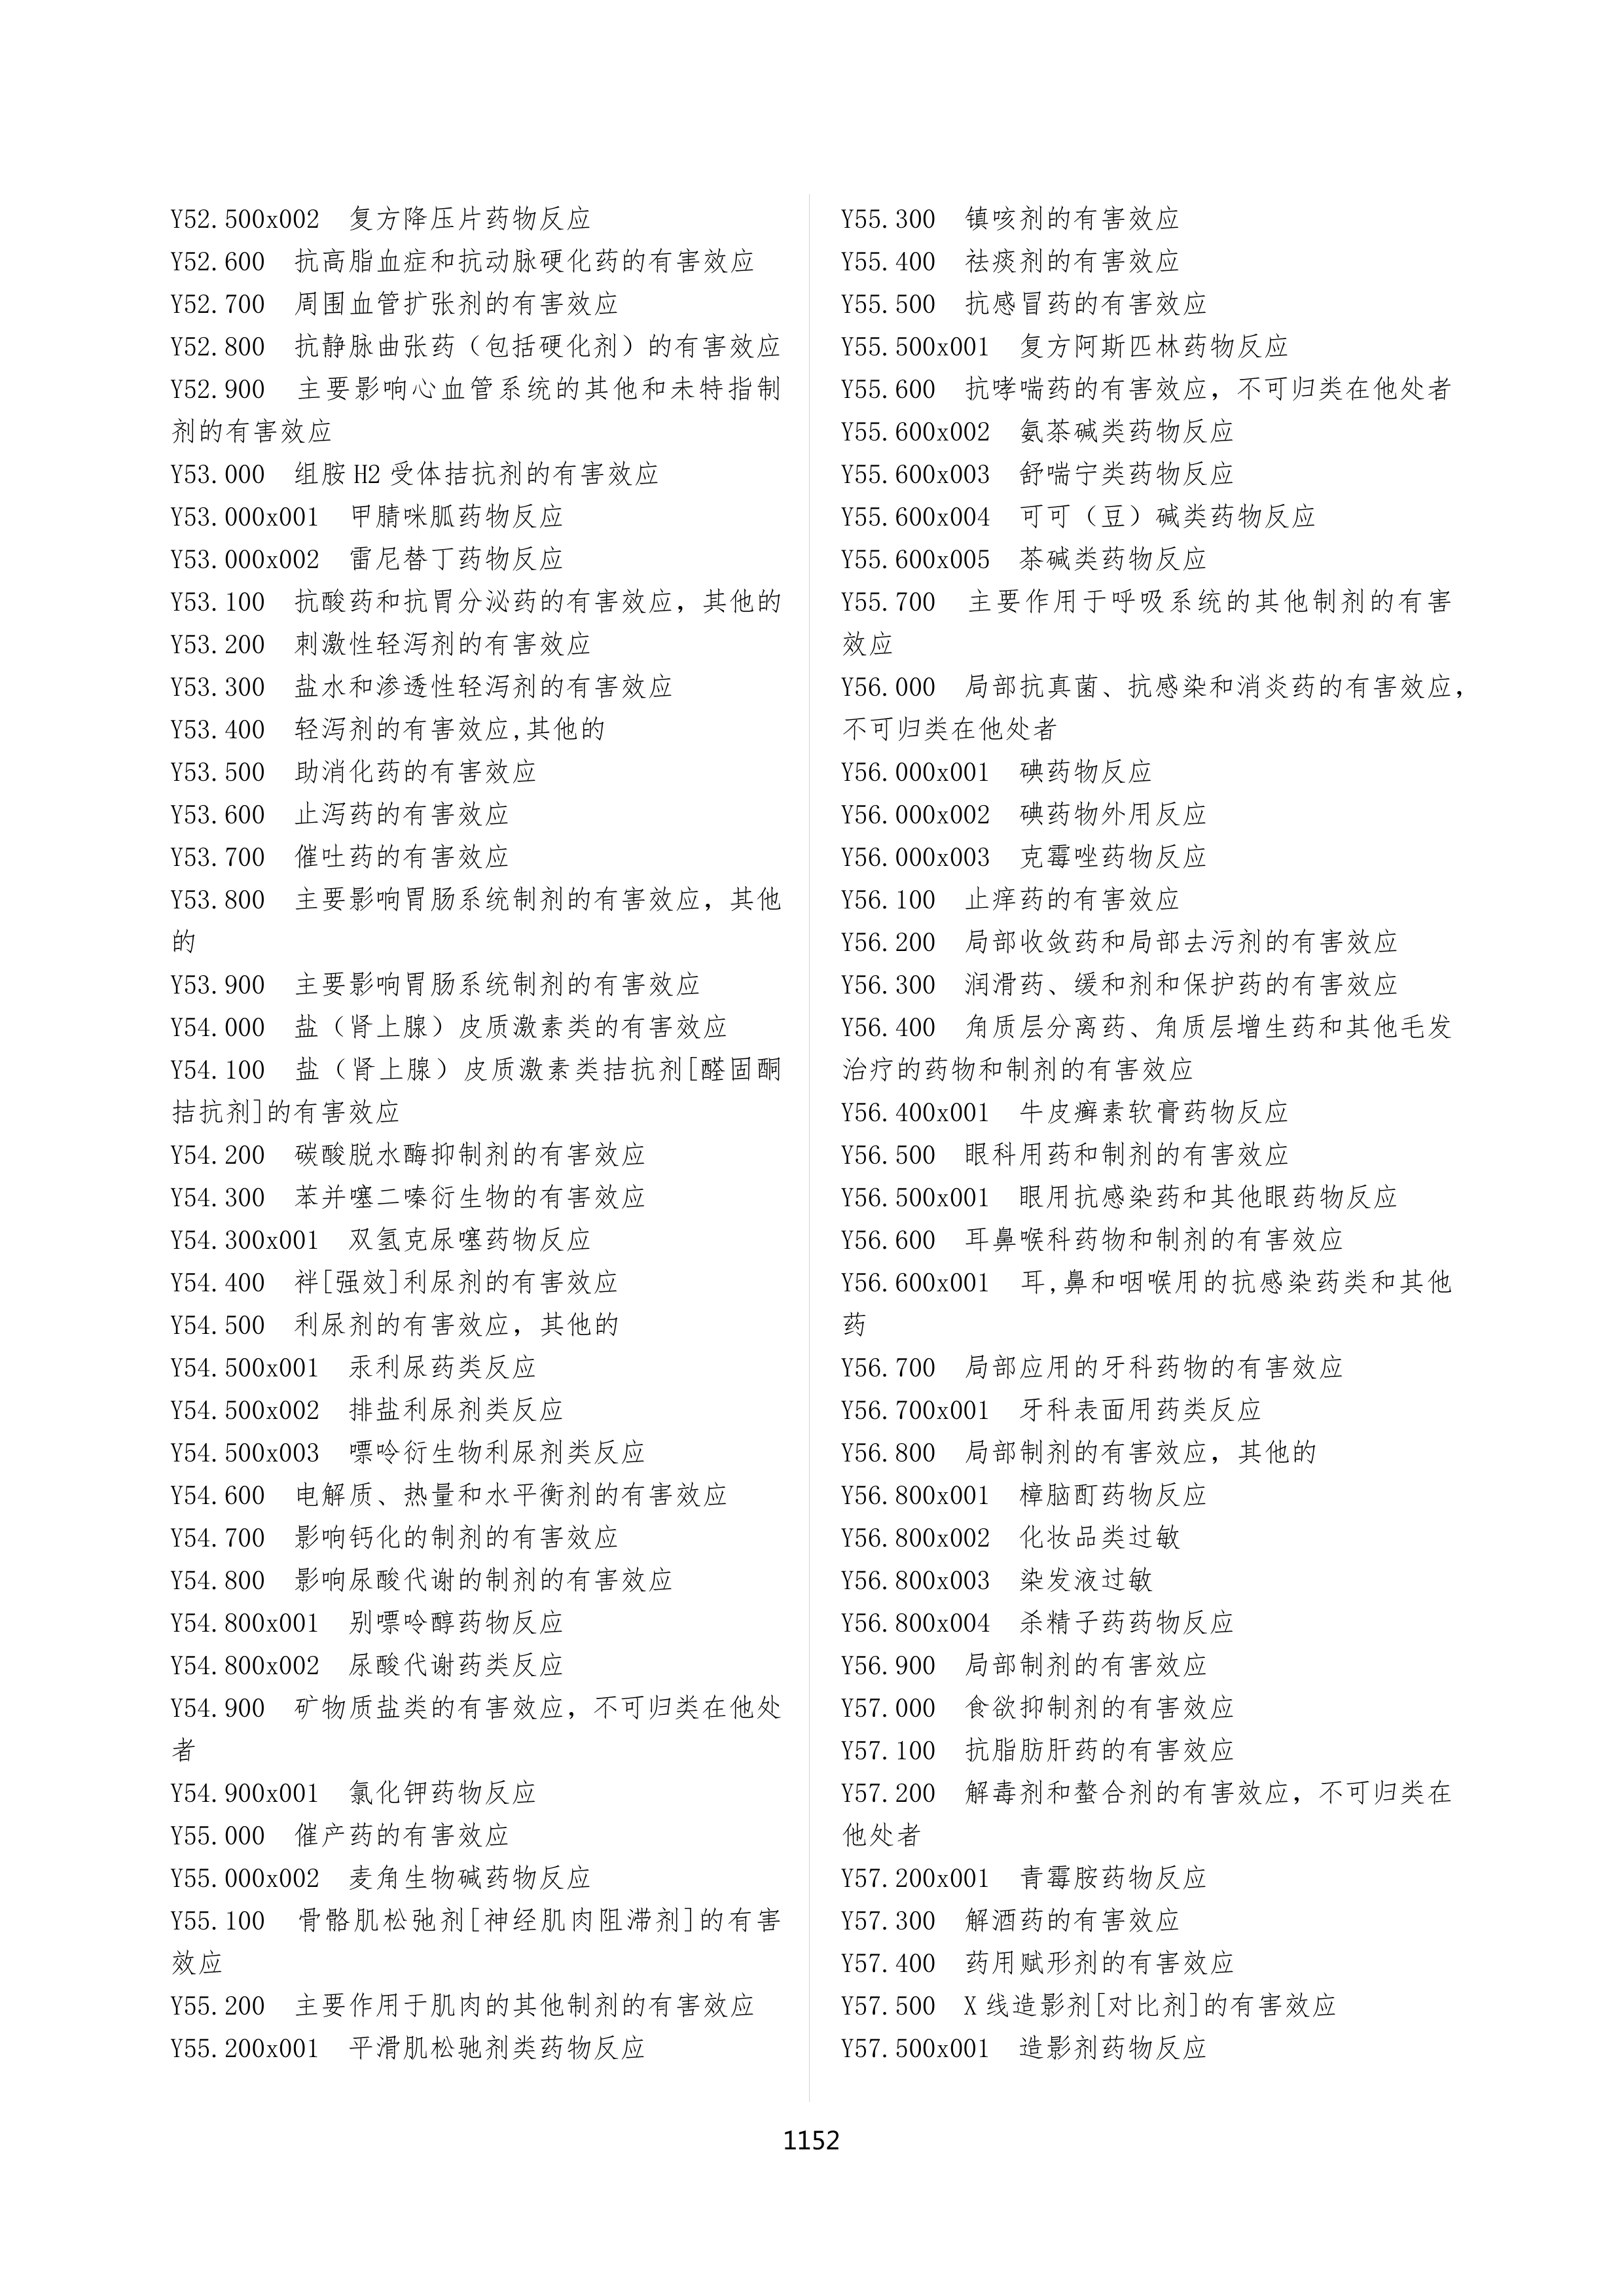 Y52.500x002　复方降压片药物反应
Y52.600　抗高脂血症和抗动脉硬化药的有害效应
Y52.700　周围血管扩张剂的有害效应
Y52.800　抗静脉曲张药（包括硬化剂）的有害效应
Y52.900　主要影响心血管系统的其他和未特指制
剂的有害效应
Y53.000　组胺 H2 受体拮抗剂的有害效应
Y53.000x001　甲腈咪胍药物反应
Y53.000x002　雷尼替丁药物反应
Y53.100　抗酸药和抗胃分泌药的有害效应，其他的
Y53.200　刺激性轻泻剂的有害效应
Y53.300　盐水和渗透性轻泻剂的有害效应
Y53.400　轻泻剂的有害效应,其他的
Y53.500　助消化药的有害效应
Y53.600　止泻药的有害效应
Y53.700　催吐药的有害效应
Y53.800　主要影响胃肠系统制剂的有害效应，其他
的
Y53.900　主要影响胃肠系统制剂的有害效应
Y54.000　盐（肾上腺）皮质激素类的有害效应
Y54.100　盐（肾上腺）皮质激素类拮抗剂[醛固酮
拮抗剂]的有害效应
Y54.200　碳酸脱水酶抑制剂的有害效应
Y54.300　苯并噻二嗪衍生物的有害效应
Y54.300x001　双氢克尿噻药物反应
Y54.400　袢[强效]利尿剂的有害效应
Y54.500　利尿剂的有害效应，其他的
Y54.500x001　汞利尿药类反应
Y54.500x002　排盐利尿剂类反应
Y54.500x003　嘌呤衍生物利尿剂类反应
Y54.600　电解质、热量和水平衡剂的有害效应
Y54.700　影响钙化的制剂的有害效应
Y54.800　影响尿酸代谢的制剂的有害效应
Y54.800x001　别嘌呤醇药物反应
Y54.800x002　尿酸代谢药类反应
Y54.900　矿物质盐类的有害效应，不可归类在他处
者
Y54.900x001　氯化钾药物反应
Y55.000　催产药的有害效应
Y55.000x002　麦角生物碱药物反应
Y55.100　骨骼肌松弛剂[神经肌肉阻滞剂]的有害
效应
Y55.200　主要作用于肌肉的其他制剂的有害效应
Y55.200x001　平滑肌松驰剂类药物反应
Y55.300　镇咳剂的有害效应
Y55.400　祛痰剂的有害效应
Y55.500　抗感冒药的有害效应
Y55.500x001　复方阿斯匹林药物反应
Y55.600　抗哮喘药的有害效应，不可归类在他处者
Y55.600x002　氨茶碱类药物反应
Y55.600x003　舒喘宁类药物反应
Y55.600x004　可可（豆）碱类药物反应
Y55.600x005　茶碱类药物反应
Y55.700　主要作用于呼吸系统的其他制剂的有害
效应
Y56.000　局部抗真菌、抗感染和消炎药的有害效应，
不可归类在他处者
Y56.000x001　碘药物反应
Y56.000x002　碘药物外用反应
Y56.000x003　克霉唑药物反应
Y56.100　止痒药的有害效应
Y56.200　局部收敛药和局部去污剂的有害效应
Y56.300　润滑药、缓和剂和保护药的有害效应
Y56.400　角质层分离药、角质层增生药和其他毛发
治疗的药物和制剂的有害效应
Y56.400x001　牛皮癣素软膏药物反应
Y56.500　眼科用药和制剂的有害效应
Y56.500x001　眼用抗感染药和其他眼药物反应
Y56.600　耳鼻喉科药物和制剂的有害效应
Y56.600x001　耳,鼻和咽喉用的抗感染药类和其他
药
Y56.700　局部应用的牙科药物的有害效应
Y56.700x001　牙科表面用药类反应
Y56.800　局部制剂的有害效应，其他的
Y56.800x001　樟脑酊药物反应
Y56.800x002　化妆品类过敏
Y56.800x003　染发液过敏
Y56.800x004　杀精子药药物反应
Y56.900　局部制剂的有害效应
Y57.000　食欲抑制剂的有害效应
Y57.100　抗脂肪肝药的有害效应
Y57.200　解毒剂和螯合剂的有害效应，不可归类在
他处者
Y57.200x001　青霉胺药物反应
Y57.300　解酒药的有害效应
Y57.400　药用赋形剂的有害效应
Y57.500　X 线造影剂[对比剂]的有害效应
Y57.500x001　造影剂药物反应
1152